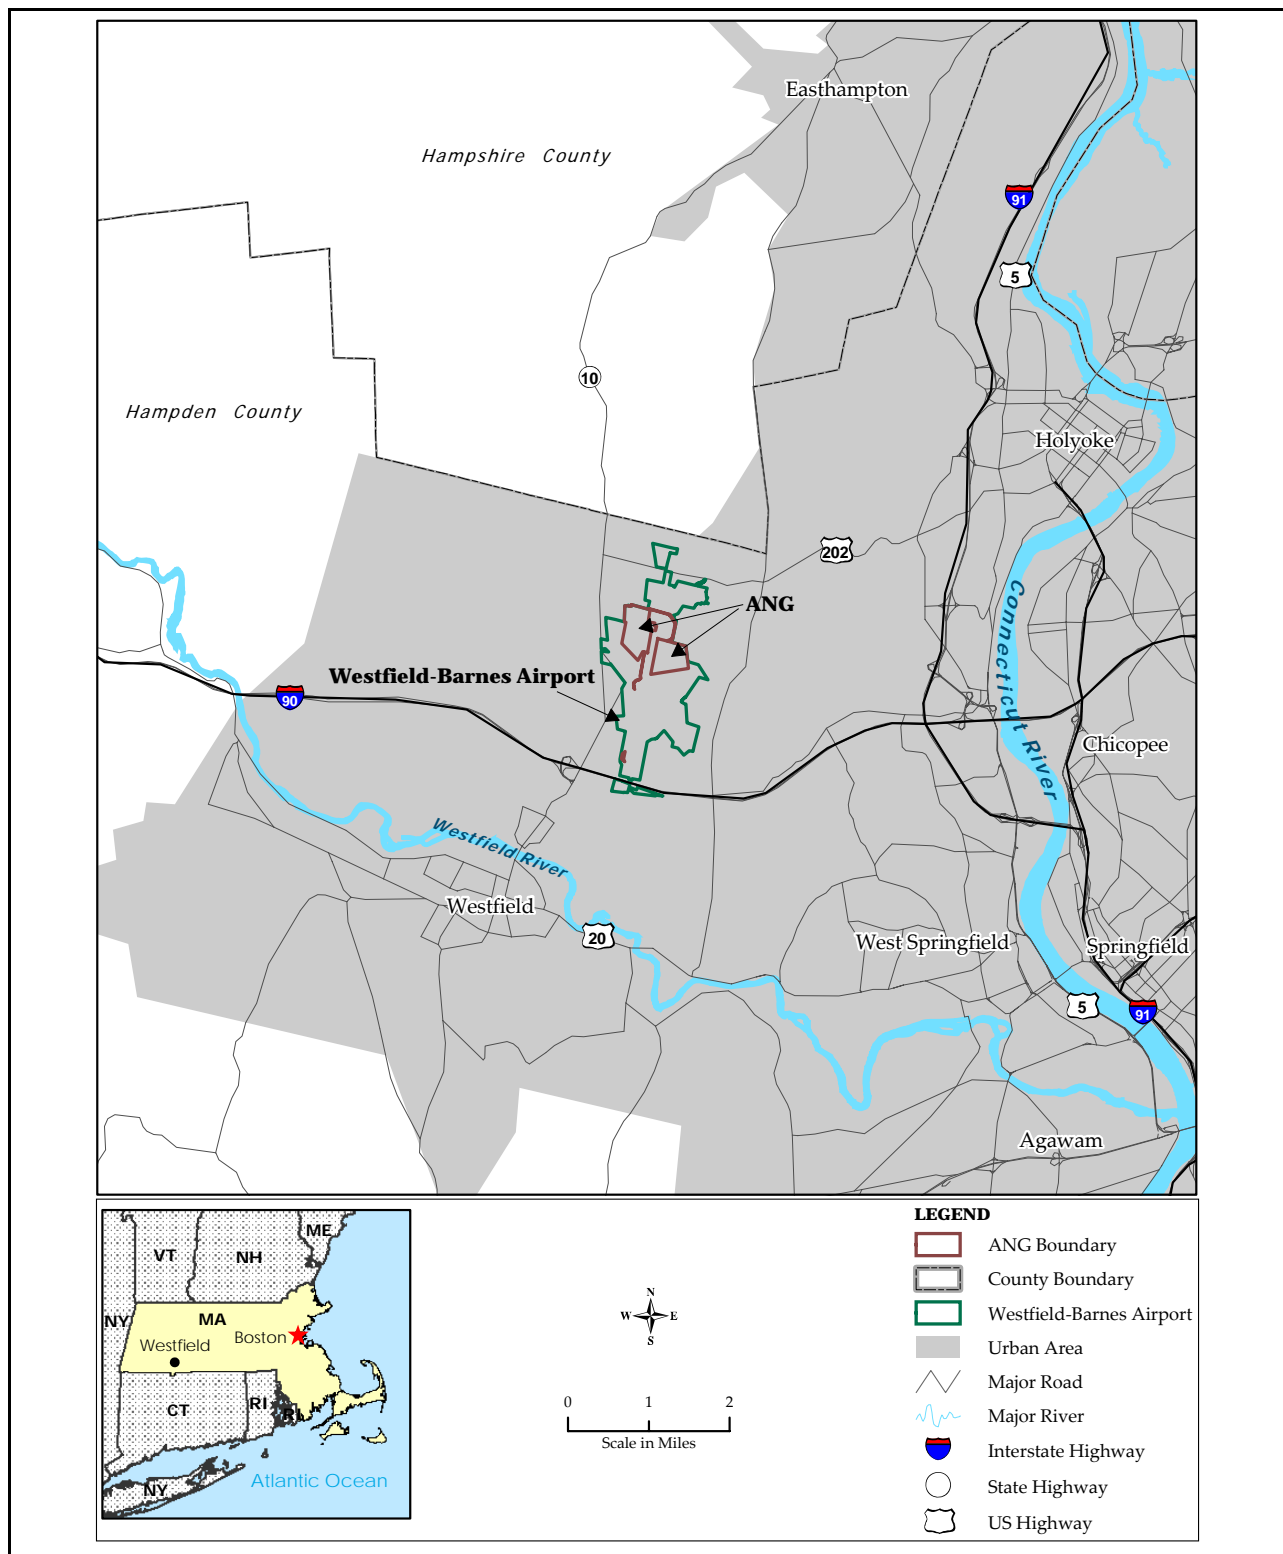 Easthampton
Hampshire County
91
5
10
Hampden County
Holyoke
202
ANG
Westfield-Barnes Airport
90
Connecticut River
Chicopee
Westfield River
Westfield
20
West Springfield
Springfield
5
91
Agawam
VT
NH
ME
NY
MA
Boston
Westfield
CT
RI
RI
NY
Atlantic Ocean
N
W
E
S
0
1
2
Scale in Miles
LEGEND
ANG Boundary
County Boundary
Westfield-Barnes Airport
Urban Area
Major Road
Major River
Interstate Highway
State Highway
US Highway